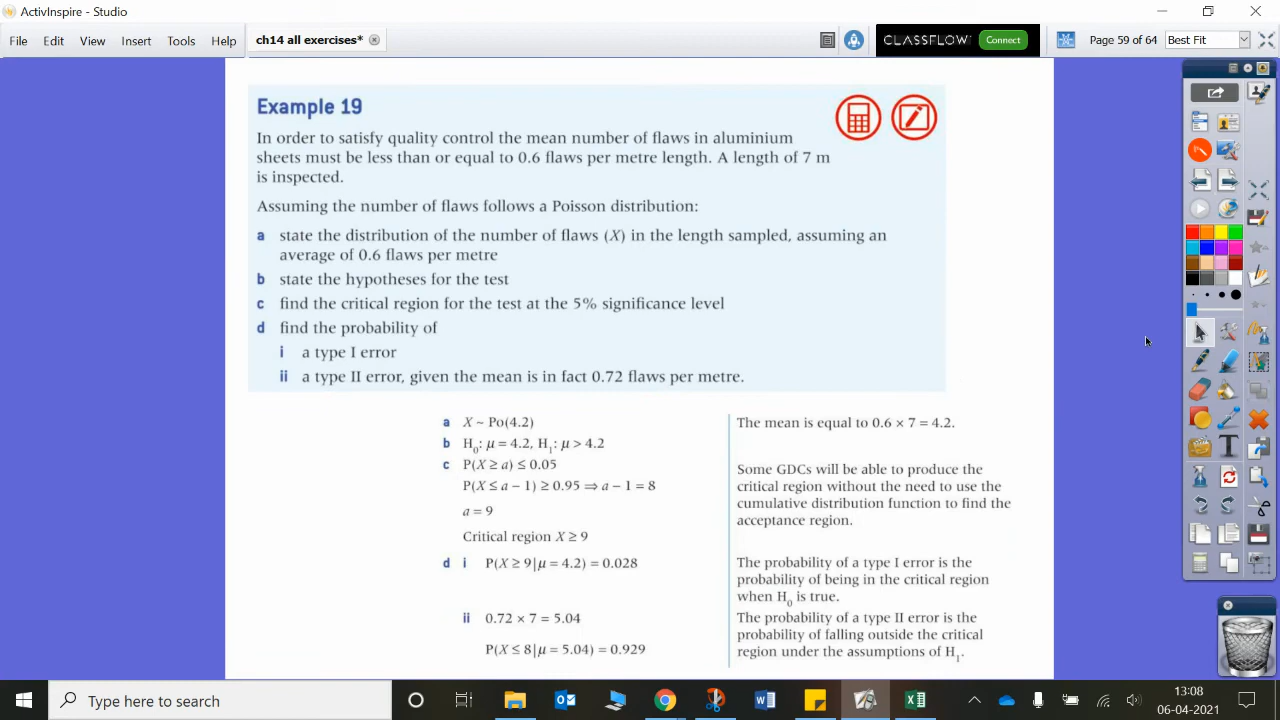 ActivInspire - Studio
File Edit View Insert Tools Help
ch14 all exercises*
CLASSFLOW Connect
Page 59 of 64 Best Fit
Example 19
In order to satisfy quality control the mean number of flaws in aluminium
sheets must be less than or equal to 0.6 flaws per metre length. A length of 7 m
is inspected.
Assuming the number of flaws follows a Poisson distribution:
a state the distribution of the number of flaws (X) in the length sampled, assuming an
average of 0.6 flaws per metre
b state the hypotheses for the test
c find the critical region for the test at the 5% significance level
d find the probability of
i a type I error
ii a type II error, given the mean is in fact 0.72 flaws per metre.
a X ~ Po(4.2)
b H₀: μ = 4.2, H₁: μ > 4.2
c P(X ≥ a) ≤ 0.05
P(X ≤ a − 1) ≥ 0.95 ⇒ a − 1 = 8
a = 9
Critical region X ≥ 9
d i P(X ≥ 9|μ = 4.2) = 0.028
ii 0.72 × 7 = 5.04
P(X ≤ 8|μ = 5.04) = 0.929
The mean is equal to 0.6 × 7 = 4.2.
Some GDCs will be able to produce the
critical region without the need to use the
cumulative distribution function to find the
acceptance region.
The probability of a type I error is the
probability of being in the critical region
when H₀ is true.
The probability of a type II error is the
probability of falling outside the critical
region under the assumptions of H₁.
Type here to search
13:08
06-04-2021